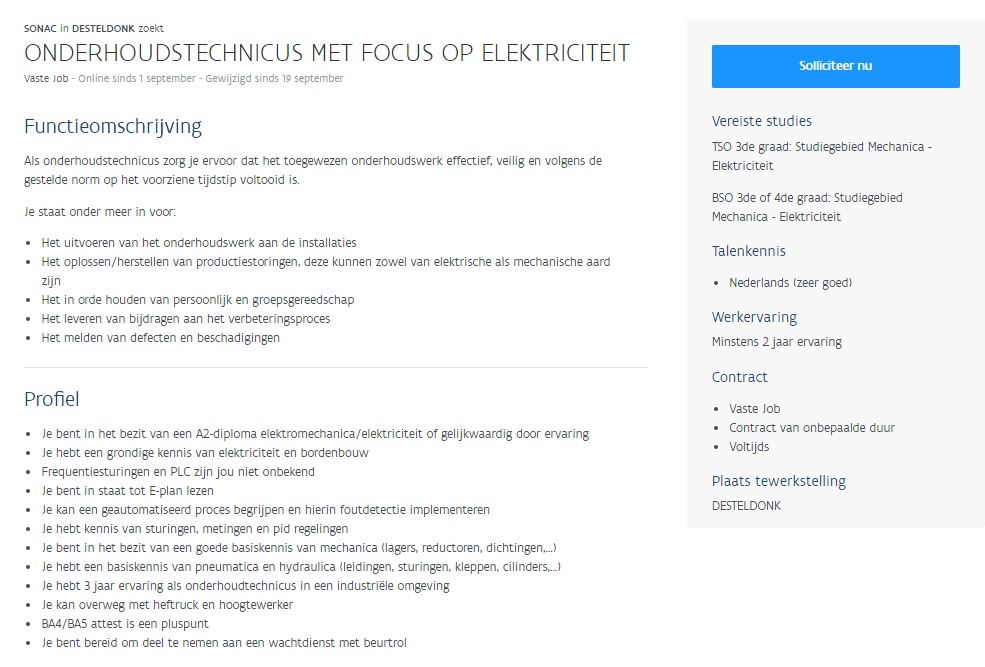 SONAC in DESTELDONK zoekt
ONDERHOUDSTECHNICUS MET FOCUS OP ELEKTRICITEIT
Vaste Job - Online sinds 1 september - Gewijzigd sinds 19 september
Functieomschrijving
Als onderhoudstechnicus zorg je ervoor dat het toegewezen onderhoudswerk effectief, veilig en volgens de
gestelde norm op het voorziene tijdstip voltooid is.
Je staat onder meer in voor:
• Het uitvoeren van het onderhoudswerk aan de installaties
• Het oplossen/herstellen van productiestoringen, deze kunnen zowel van elektrische als mechanische aard
zijn
• Het in orde houden van persoonlijk en groepsgereedschap
• Het leveren van bijdragen aan het verbeteringsproces
• Het melden van defecten en beschadigingen
Profiel
• Je bent in het bezit van een A2-diploma elektromechanica/elektriciteit of gelijkwaardig door ervaring
• Je hebt een grondige kennis van elektriciteit en bordenbouw
• Frequentiesturingen en PLC zijn jou niet onbekend
• Je bent in staat tot E-plan lezen
• Je kan een geautomatiseerd proces begrijpen en hierin foutdetectie implementeren
• Je hebt kennis van sturingen, metingen en pid regelingen
• Je bent in het bezit van een goede basiskennis van mechanica (lagers, reductoren, dichtingen,...)
• Je hebt een basiskennis van pneumatica en hydraulica (leidingen, sturingen, kleppen, cilinders,...)
• Je hebt 3 jaar ervaring als onderhoudtechnicus in een industriële omgeving
• Je kan overweg met heftruck en hoogtewerker
• BA4/BA5 attest is een pluspunt
• Je bent bereid om deel te nemen aan een wachtdienst met beurtrol
Solliciteer nu
Vereiste studies
TSO 3de graad: Studiegebied Mechanica -
Elektriciteit
BSO 3de of 4de graad: Studiegebied
Mechanica - Elektriciteit
Talenkennis
• Nederlands (zeer goed)
Werkervaring
Minstens 2 jaar ervaring
Contract
• Vaste Job
• Contract van onbepaalde duur
• Voltijds
Plaats tewerkstelling
DESTELDONK